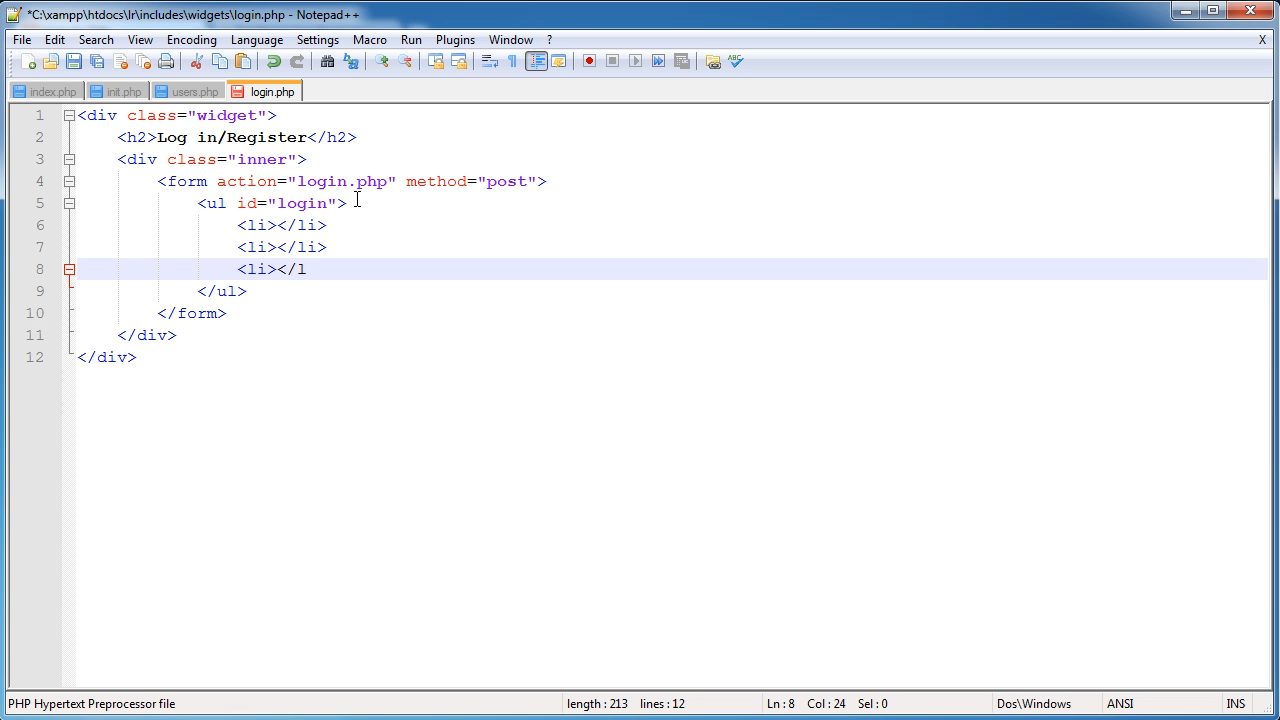 *C:\xampp\htdocs\lr\includes\widgets\login.php - Notepad++
File Edit Search View Encoding Language Settings Macro Run Plugins Window ? X
index.php init.php users.php login.php
1 <div class="widget">
2 <h2>Log in/Register</h2>
3 <div class="inner">
4 <form action="login.php" method="post">
5 <ul id="login">
6 <li></li>
7 <li></li>
8 <li></l
9 </ul>
10 </form>
11 </div>
12 </div>
PHP Hypertext Preprocessor file length : 213 lines : 12 Ln : 8 Col : 24 Sel : 0 Dos\Windows ANSI INS